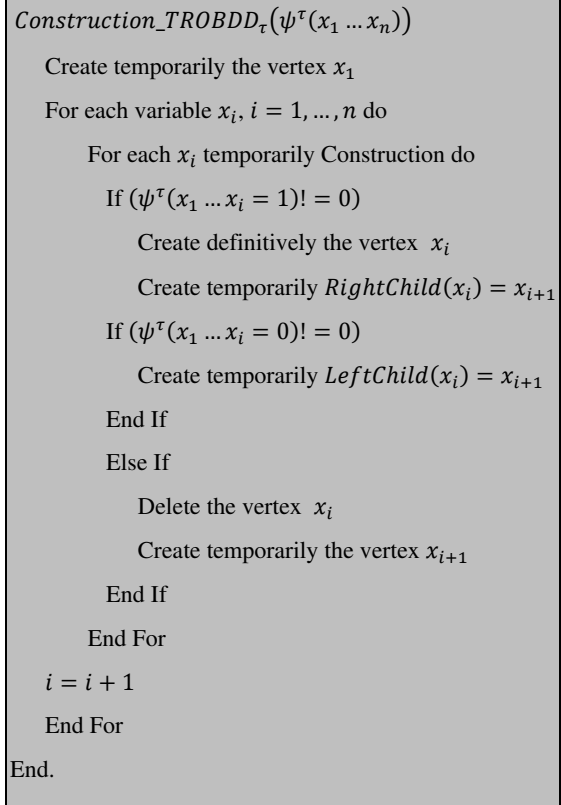 Construction_TROBDD_τ(ψ^τ(x_1 … x_n))
Create temporarily the vertex x_1
For each variable x_i, i = 1, … , n do
For each x_i temporarily Construction do
If (ψ^τ(x_1 … x_i = 1)! = 0)
Create definitively the vertex x_i
Create temporarily RightChild(x_i) = x_{i+1}
If (ψ^τ(x_1 … x_i = 0)! = 0)
Create temporarily LeftChild(x_i) = x_{i+1}
End If
Else If
Delete the vertex x_i
Create temporarily the vertex x_{i+1}
End If
End For
i = i + 1
End For
End.